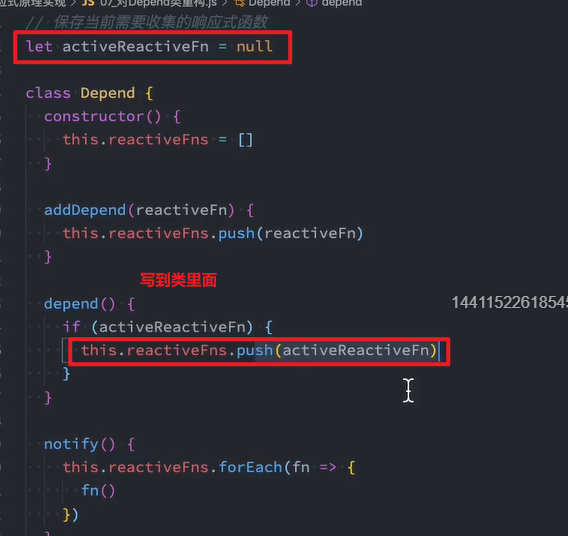 应式原理实现 > JS 07_对Depend类重构.js > Depend > depend
// 保存当前需要收集的响应式函数
let activeReactiveFn = null
class Depend {
constructor() {
this.reactiveFns = []
}
addDepend(reactiveFn) {
this.reactiveFns.push(reactiveFn)
}
写到类里面
depend() {
14411522618545
if (activeReactiveFn) {
this.reactiveFns.push(activeReactiveFn)
}
}
notify() {
this.reactiveFns.forEach(fn => {
fn()
})